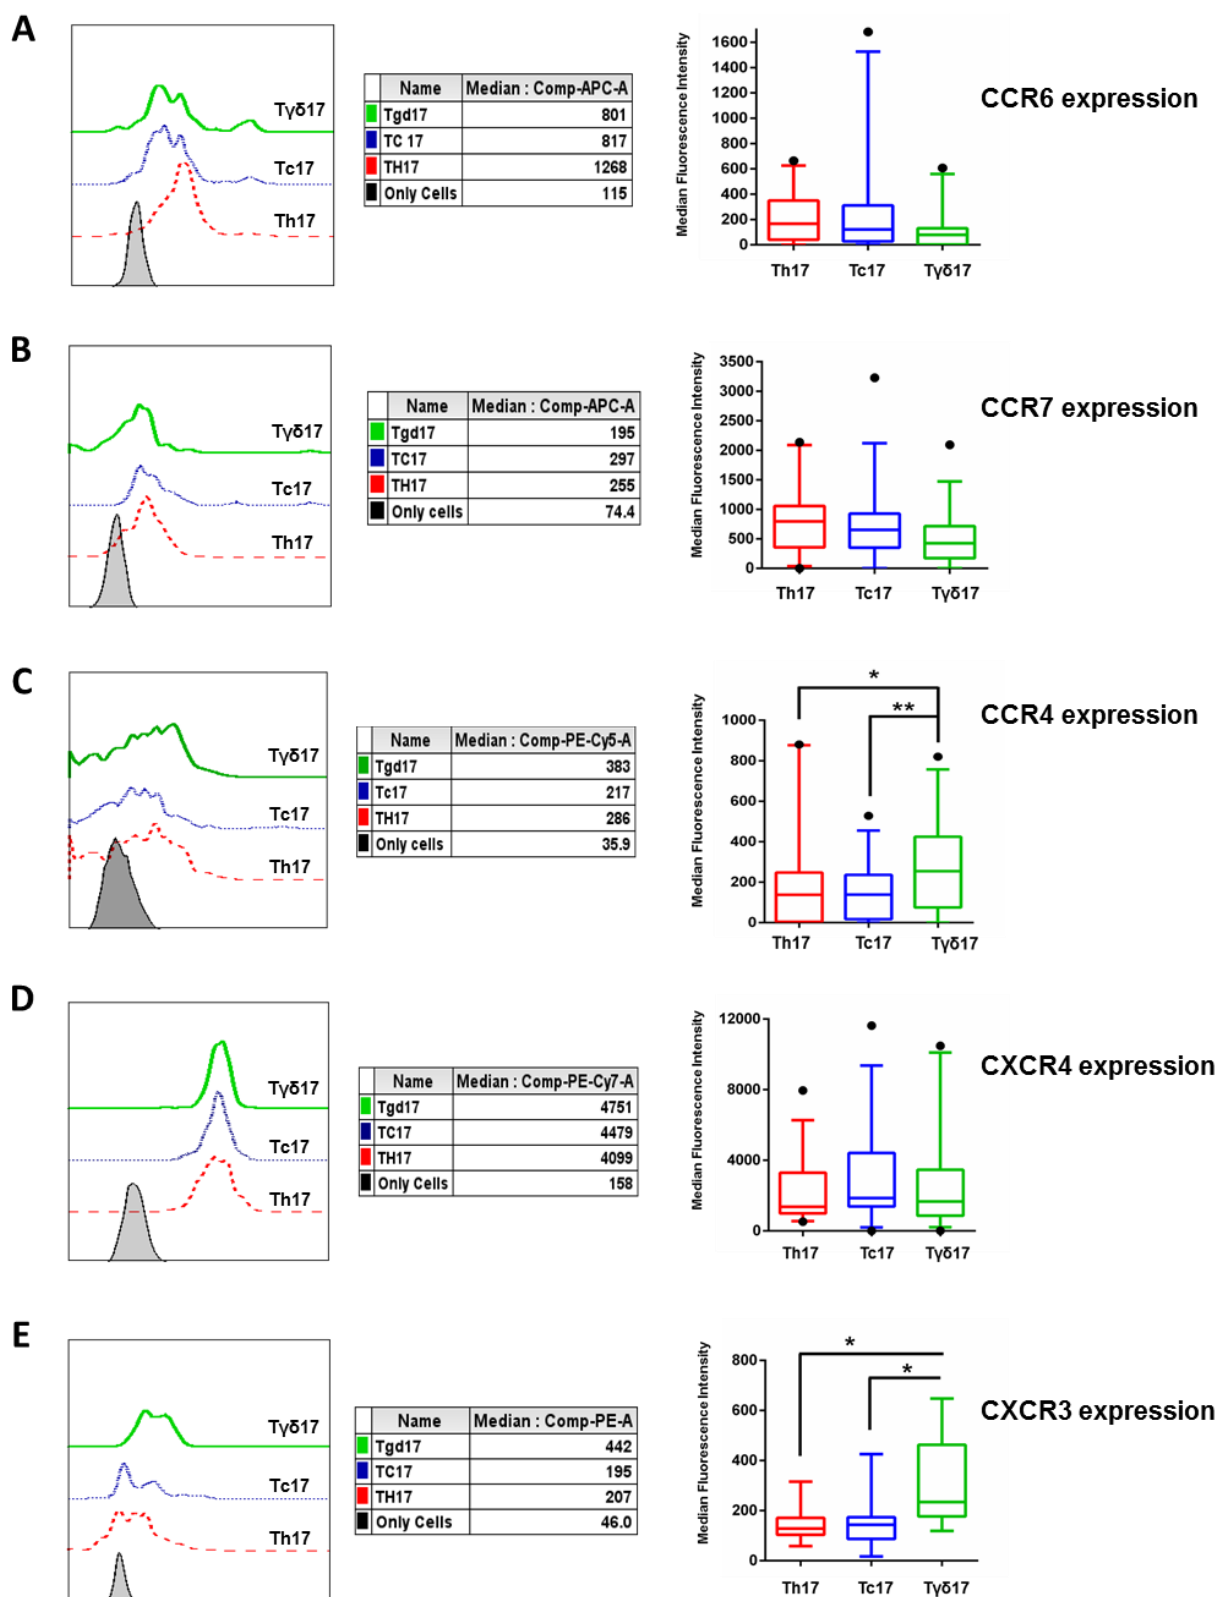 A
Tγδ17
Tc17
Th17
Name Median : Comp-APC-A
Tgd17 801
TC 17 817
TH17 1268
Only Cells 115
Median Fluorescence Intensity
1600
1400
1200
1000
800
600
400
200
0
Th17 Tc17 Tγδ17
CCR6 expression
B
Tγδ17
Tc17
Th17
Name Median : Comp-APC-A
Tgd17 195
TC17 297
TH17 255
Only cells 74.4
Median Fluorescence Intensity
3500
3000
2500
2000
1500
1000
500
0
Th17 Tc17 Tγδ17
CCR7 expression
C
Tγδ17
Tc17
Th17
Name Median : Comp-PE-Cy5-A
Tgd17 383
Tc17 217
TH17 286
Only cells 35.9
Median Fluorescence Intensity
*
**
1000
800
600
400
200
0
Th17 Tc17 Tγδ17
CCR4 expression
D
Tγδ17
Tc17
Th17
Name Median : Comp-PE-Cy7-A
Tgd17 4751
TC17 4479
TH17 4099
Only Cells 158
Median Fluorescence Intensity
12000
8000
4000
0
Th17 Tc17 Tγδ17
CXCR4 expression
E
Tγδ17
Tc17
Th17
Name Median : Comp-PE-A
Tgd17 442
TC17 195
TH17 207
Only Cells 46.0
Median Fluorescence Intensity
*
*
800
600
400
200
0
Th17 Tc17 Tγδ17
CXCR3 expression